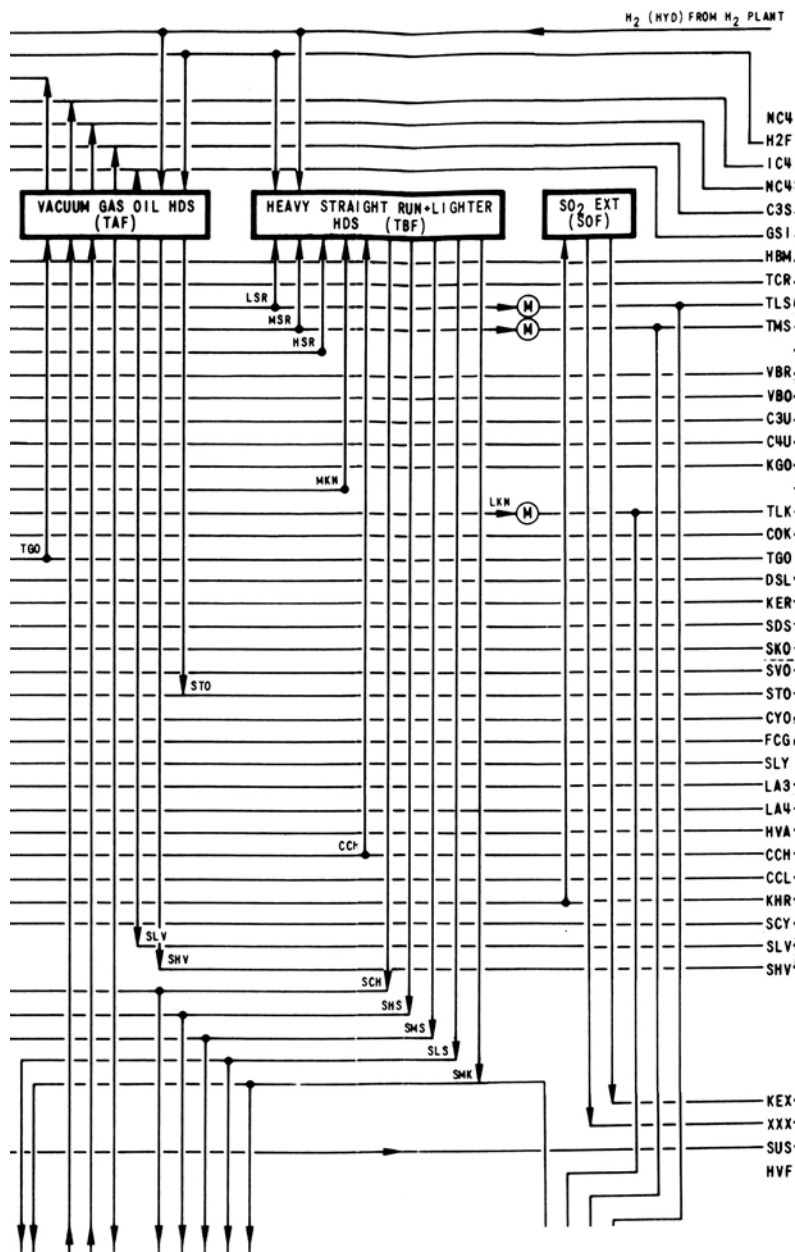 H2 (HYD) FROM H2 PLANT
NC4
H2F
IC4
NC4
C3S
GSI
VACUUM GAS OIL HDS
(TAF)
HEAVY STRAIGHT RUN+LIGHTER
HDS (TBF)
SO2 EXT
(SOF)
HBM
TCR
LSR
M
TLS
MSR
M
TMS
HSR
VBR
VBO
C3U
C4U
KGO
MKN
LKN
M
TLK
COK
TGO
TGO
DSL
KER
SDS
SKO
SVO
STO
STO
CYO
FCG
SLY
LA3
LA4
HVA
CCH
CCH
CCL
KHR
SCY
SLV
SLV
SHV
SHV
SCH
SHS
SMS
SLS
SMK
KEX
XXX
SUS
HVF